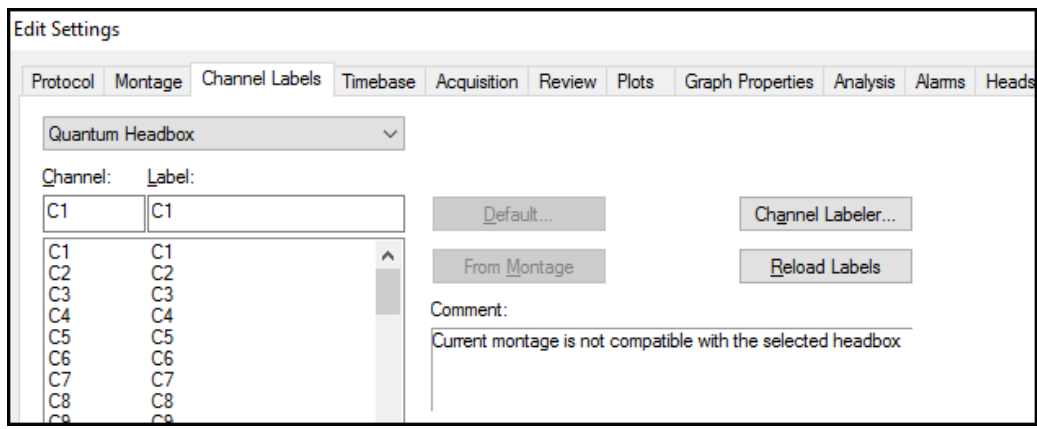 Edit Settings
Protocol Montage Channel Labels Timebase Acquisition Review Plots Graph Properties Analysis Alarms Heads
Quantum Headbox
Channel: Label:
C1 C1
Default... Channel Labeler...
From Montage Reload Labels
Comment:
Current montage is not compatible with the selected headbox
C1 C1
C2 C2
C3 C3
C4 C4
C5 C5
C6 C6
C7 C7
C8 C8
C9 C9